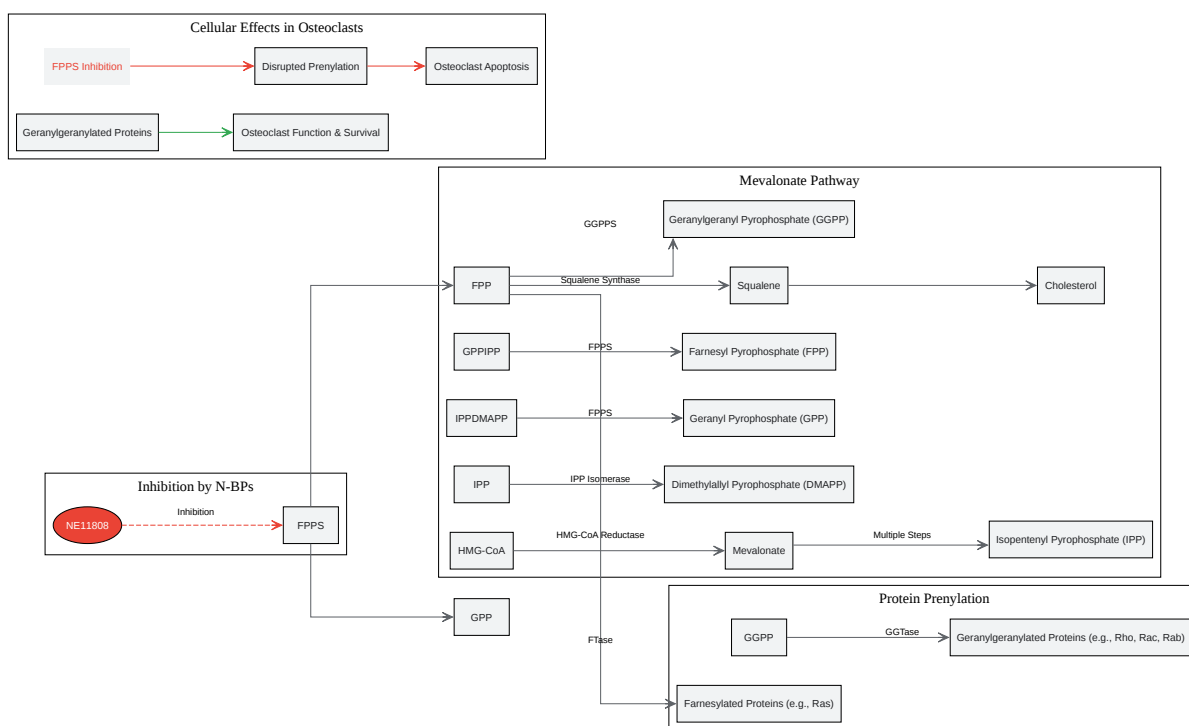 Cellular Effects in Osteoclasts
FPPS Inhibition
Disrupted Prenylation
Osteoclast Apoptosis
Geranylgeranylated Proteins
Osteoclast Function & Survival
Mevalonate Pathway
GGPPS
Geranylgeranyl Pyrophosphate (GGPP)
FPP
Squalene Synthase
Squalene
Cholesterol
GPPIPP
FPPS
Farnesyl Pyrophosphate (FPP)
IPPDMAPP
FPPS
Geranyl Pyrophosphate (GPP)
IPP
IPP Isomerase
Dimethylallyl Pyrophosphate (DMAPP)
HMG-CoA
HMG-CoA Reductase
Mevalonate
Multiple Steps
Isopentenyl Pyrophosphate (IPP)
Inhibition by N-BPs
NE11808
Inhibition
FPPS
GPP
FTase
Protein Prenylation
GGPP
GGTase
Geranylgeranylated Proteins (e.g., Rho, Rac, Rab)
Farnesylated Proteins (e.g., Ras)